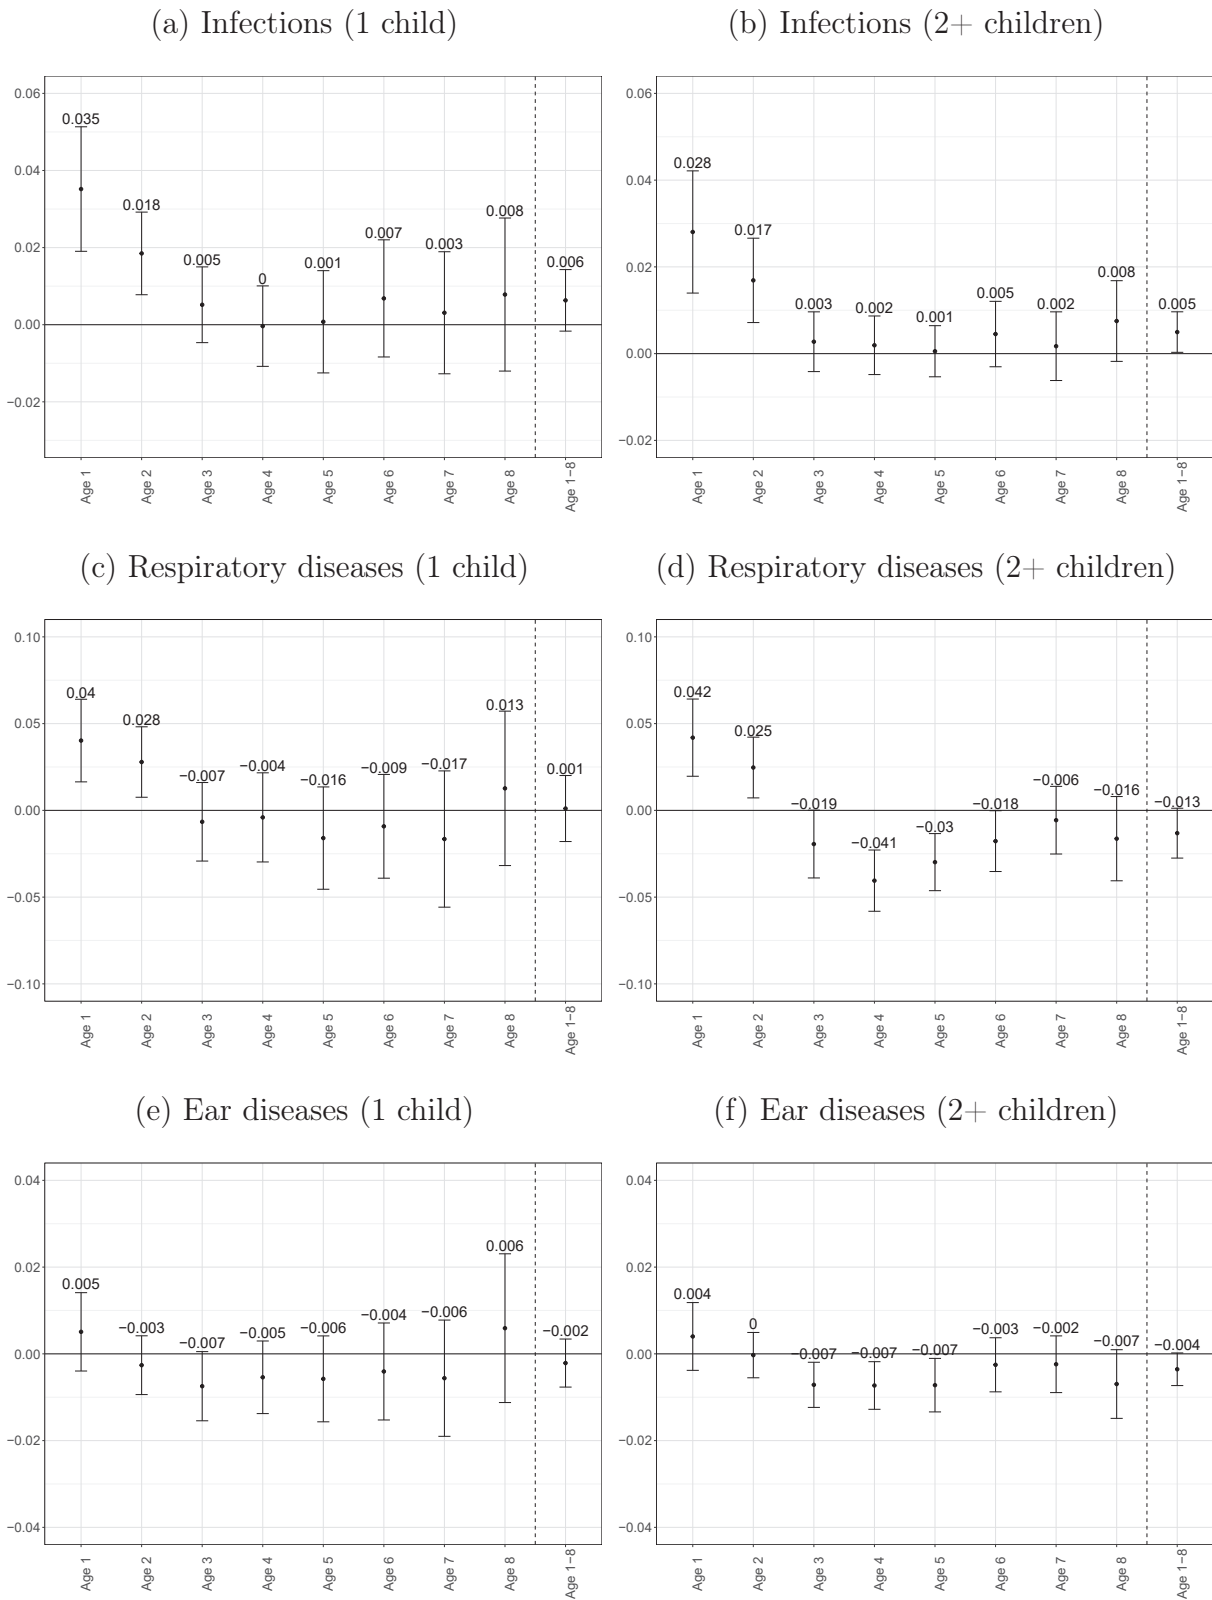 (a) Infections (1 child)
(b) Infections (2+ children)
0.06
0.04
0.02
0.00
−0.02
0.035
0.018
0.005
0
0.001
0.007
0.003
0.008
0.006
Age 1
Age 2
Age 3
Age 4
Age 5
Age 6
Age 7
Age 8
Age 1−8
0.06
0.04
0.02
0.00
−0.02
0.028
0.017
0.003
0.002
0.001
0.005
0.002
0.008
0.005
Age 1
Age 2
Age 3
Age 4
Age 5
Age 6
Age 7
Age 8
Age 1−8
(c) Respiratory diseases (1 child)
(d) Respiratory diseases (2+ children)
0.10
0.05
0.00
−0.05
−0.10
0.04
0.028
−0.007
−0.004
−0.016
−0.009
−0.017
0.013
0.001
Age 1
Age 2
Age 3
Age 4
Age 5
Age 6
Age 7
Age 8
Age 1−8
0.10
0.05
0.00
−0.05
−0.10
0.042
0.025
−0.019
−0.041
−0.03
−0.018
−0.006
−0.016
−0.013
Age 1
Age 2
Age 3
Age 4
Age 5
Age 6
Age 7
Age 8
Age 1−8
(e) Ear diseases (1 child)
(f) Ear diseases (2+ children)
0.04
0.02
0.00
−0.02
−0.04
0.005
−0.003
−0.007
−0.005
−0.006
−0.004
−0.006
0.006
−0.002
Age 1
Age 2
Age 3
Age 4
Age 5
Age 6
Age 7
Age 8
Age 1−8
0.04
0.02
0.00
−0.02
−0.04
0.004
0
−0.007
−0.007
−0.007
−0.003
−0.002
−0.007
−0.004
Age 1
Age 2
Age 3
Age 4
Age 5
Age 6
Age 7
Age 8
Age 1−8